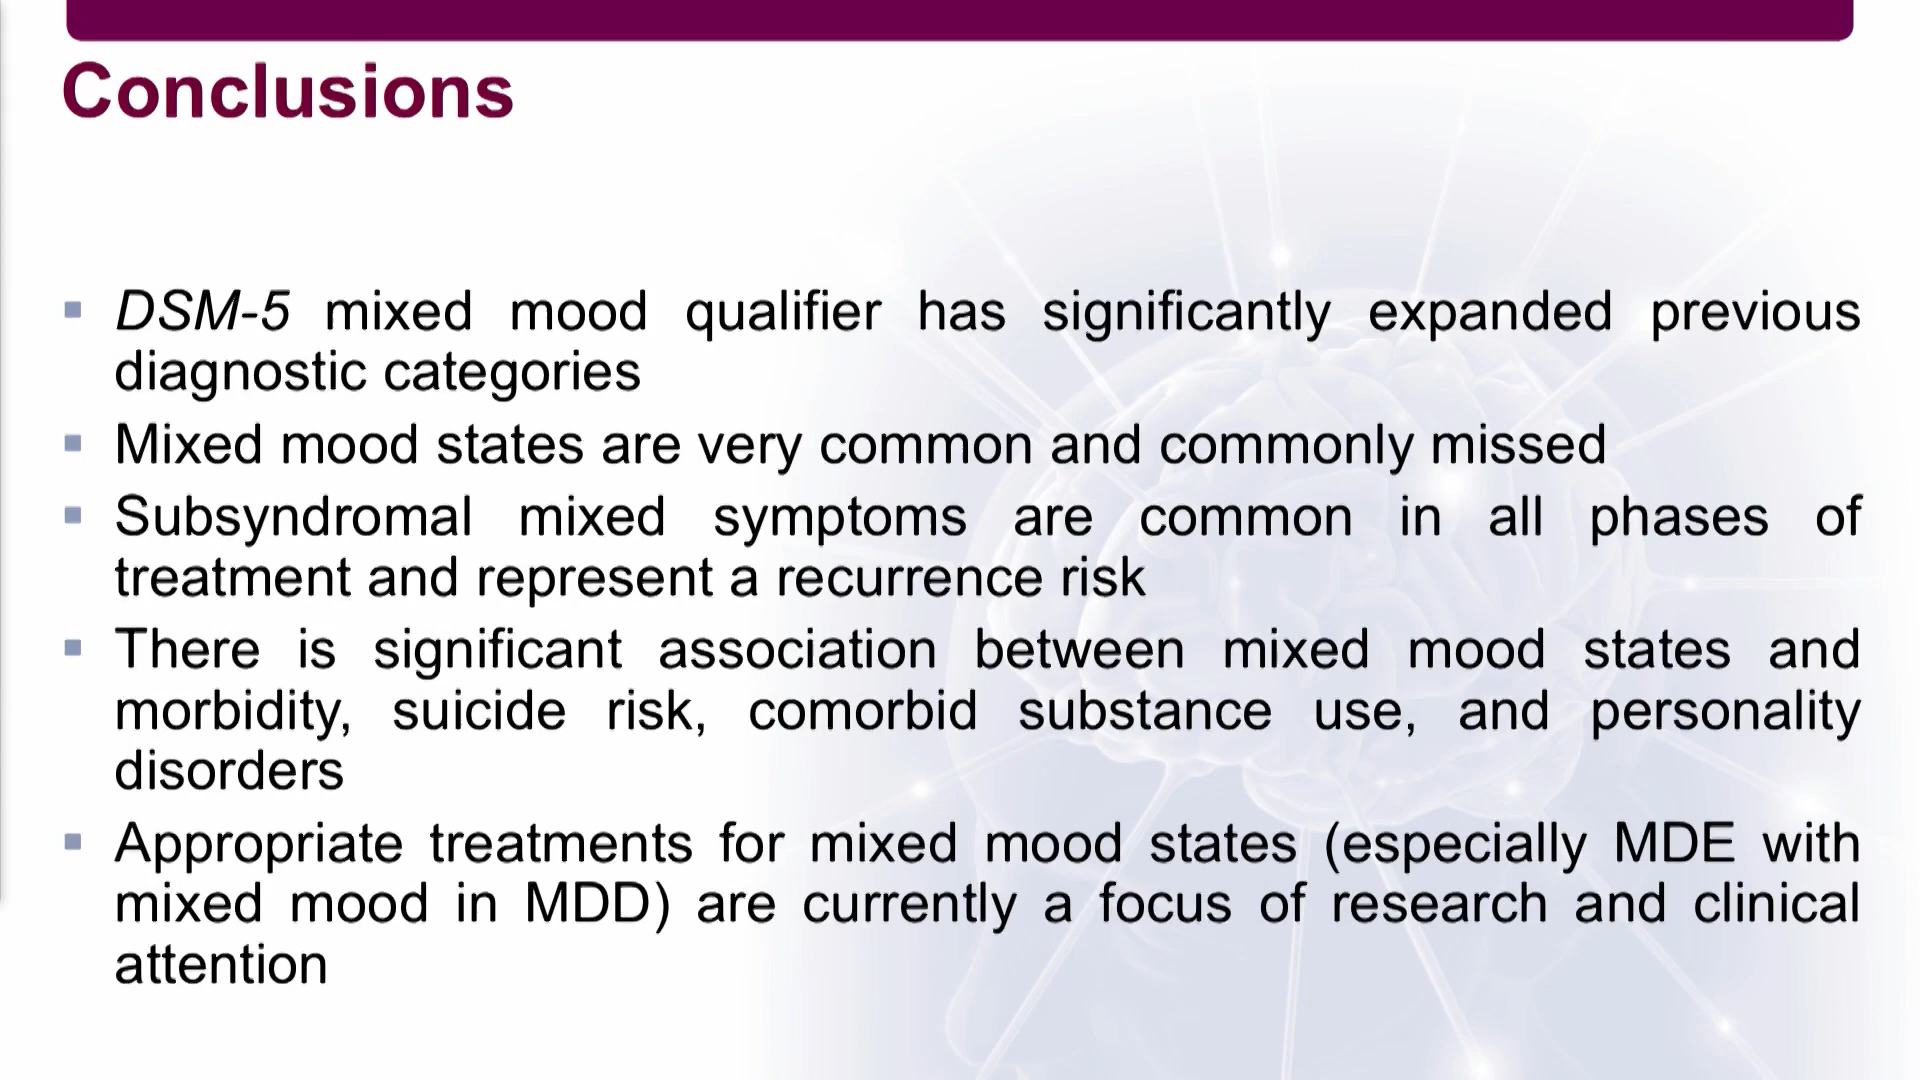 Conclusions
DSM-5 mixed mood qualifier has significantly expanded previous
diagnostic categories
Mixed mood states are very common and commonly missed
Subsyndromal mixed symptoms are common in all phases of
treatment and represent a recurrence risk
There is significant association between mixed mood states and
morbidity, suicide risk, comorbid substance use, and personality
disorders
Appropriate treatments for mixed mood states (especially MDE with
mixed mood in MDD) are currently a focus of research and clinical
attention